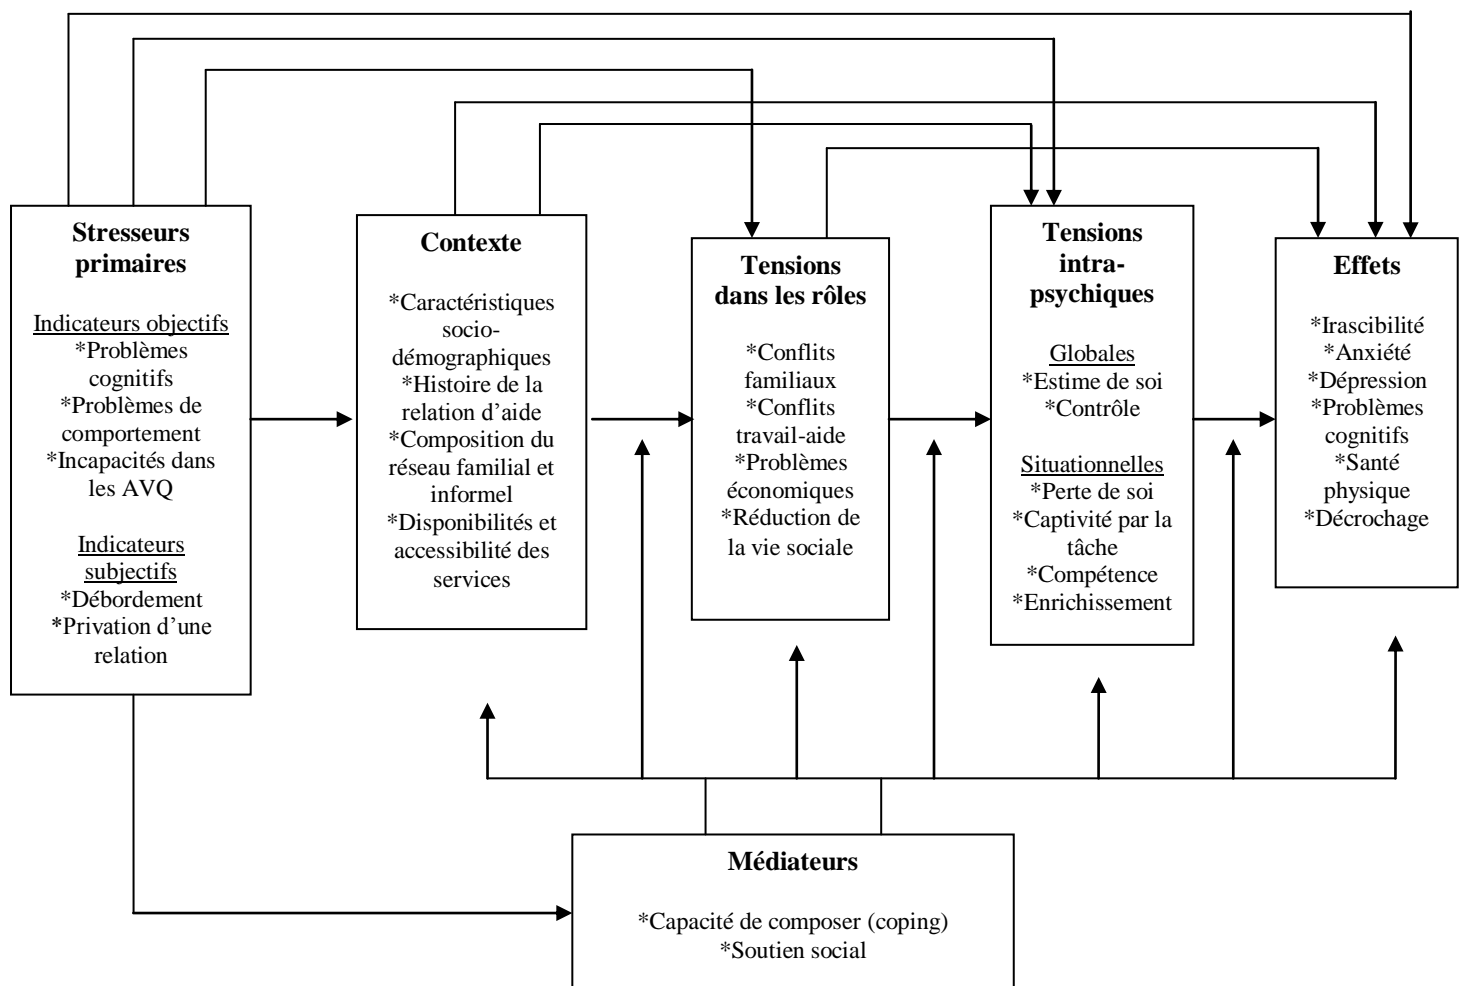 Stresseurs
primaires
Indicateurs objectifs
*Problèmes
cognitifs
*Problèmes de
comportement
*Incapacités dans
les AVQ
Indicateurs
subjectifs
*Débordement
*Privation d’une
relation
Contexte
*Caractéristiques
socio-
démographiques
*Histoire de la
relation d’aide
*Composition du
réseau familial et
informel
*Disponibilités et
accessibilité des
services
Tensions
dans les rôles
*Conflits
familiaux
*Conflits
travail-aide
*Problèmes
économiques
*Réduction de
la vie sociale
Tensions
intra-
psychiques
Globales
*Estime de soi
*Contrôle
Situationnelles
*Perte de soi
*Captivité par la
tâche
*Compétence
*Enrichissement
Effets
*Irascibilité
*Anxiété
*Dépression
*Problèmes
cognitifs
*Santé
physique
*Décrochage
Médiateurs
*Capacité de composer (coping)
*Soutien social